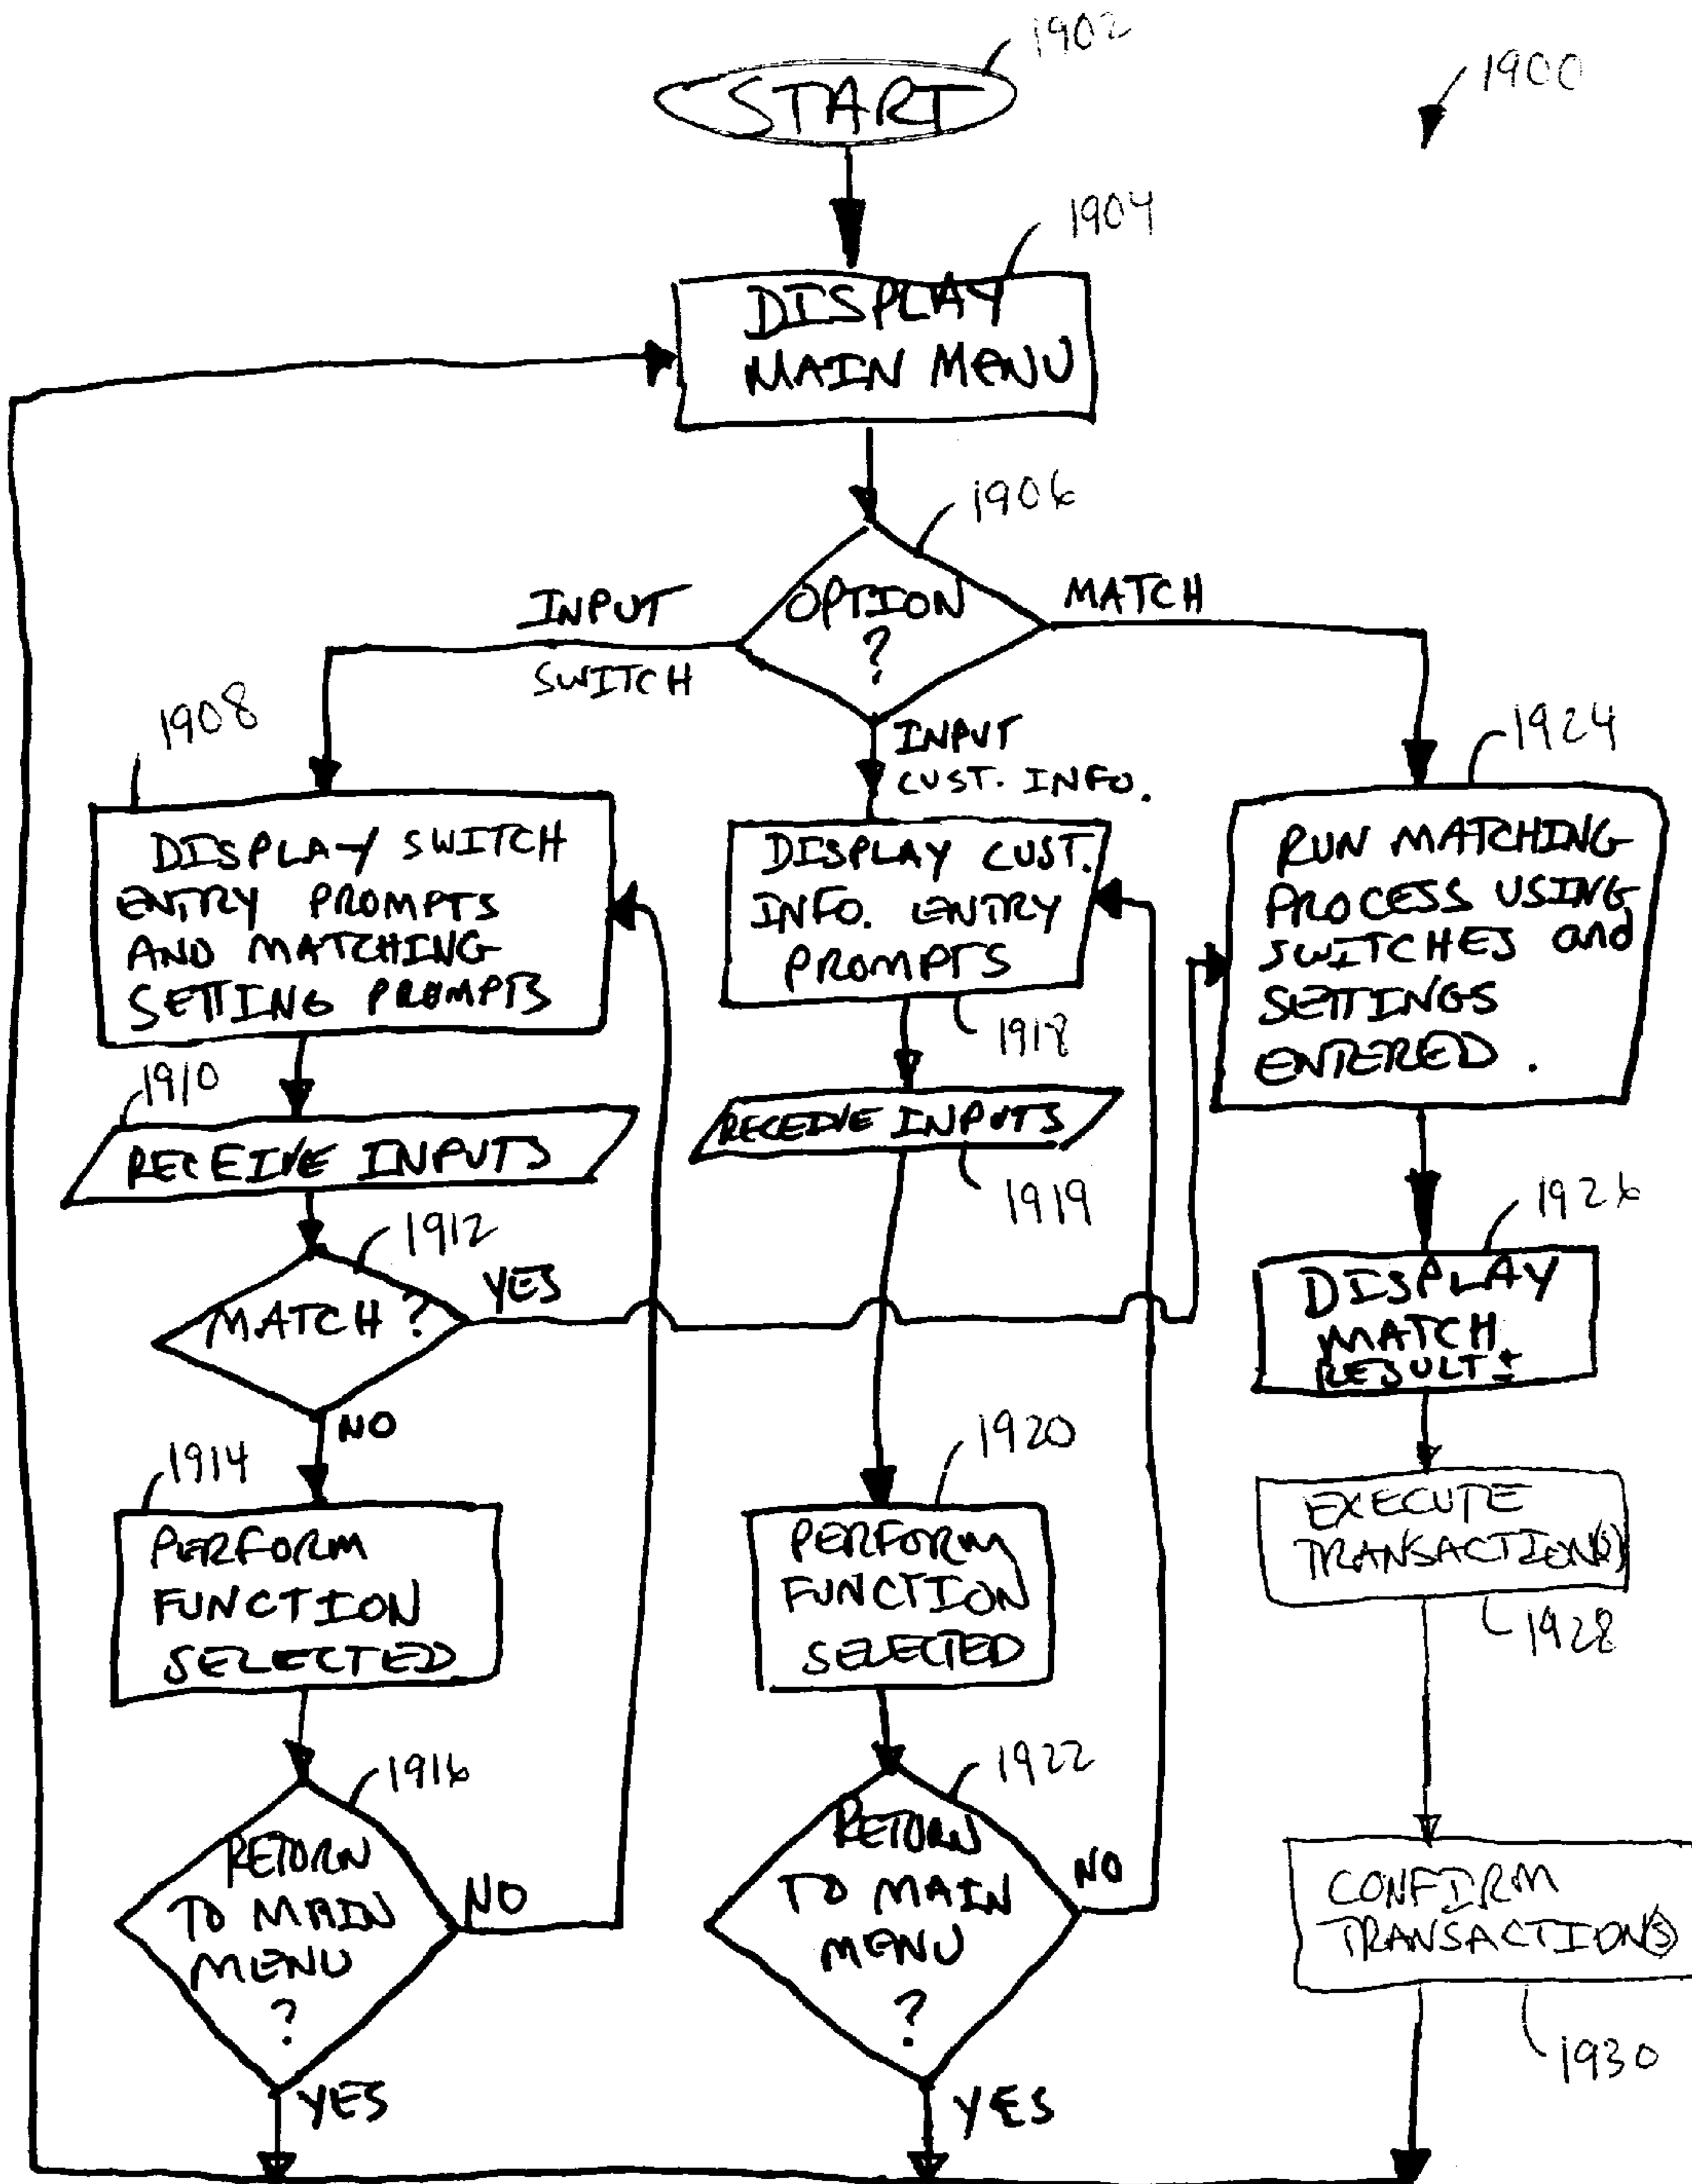 1902
START
1900
1904
DISPLAY
MAIN MENU
1906
OPTION
?
INPUT
SWITCH
MATCH
INPUT
CUST. INFO.
1908
DISPLAY SWITCH
ENTRY PROMPTS
AND MATCHING
SETTING PROMPTS
1910
RECEIVE INPUTS
1912
MATCH?
YES
NO
1914
PERFORM
FUNCTION
SELECTED
1916
RETURN
TO MAIN
MENU
?
NO
YES
DISPLAY CUST.
INFO. ENTRY
PROMPTS
1918
RECEIVE INPUTS
1919
1920
PERFORM
FUNCTION
SELECTED
1922
RETURN
TO MAIN
MENU
?
NO
YES
1924
RUN MATCHING
PROCESS USING
SWITCHES and
SETTINGS
ENTERED.
1926
DISPLAY
MATCH
RESULTS
EXECUTE
TRANSACTION(S)
1928
CONFIRM
TRANSACTION(S)
1930